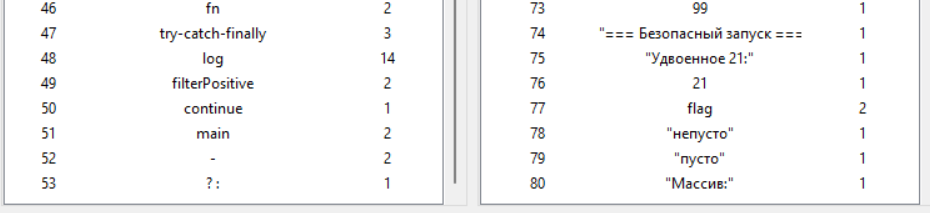 46 fn 2
47 try-catch-finally 3
48 log 14
49 filterPositive 2
50 continue 1
51 main 2
52 - 2
53 ? : 1
73 99 1
74 "=== Безопасный запуск === 1
75 "Удвоенное 21:" 1
76 21 1
77 flag 2
78 "непусто" 1
79 "пусто" 1
80 "Массив:" 1